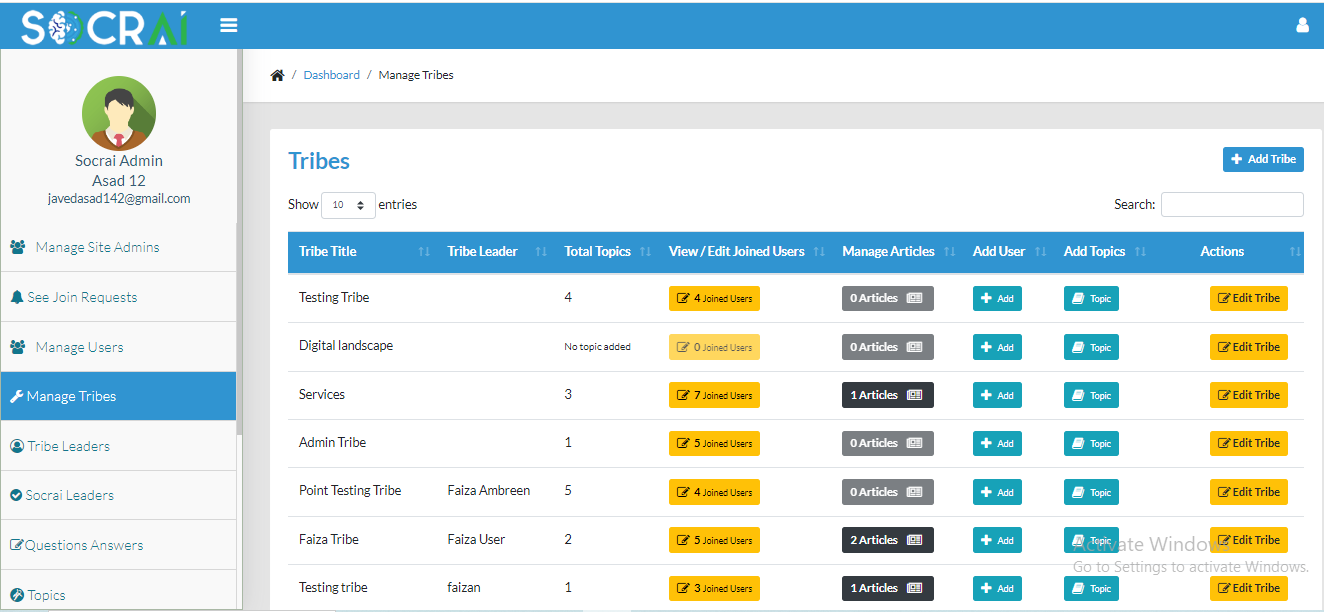 SOCRAi
/ Dashboard / Manage Tribes
Socrai Admin
Asad 12
javedasad142@gmail.com
Manage Site Admins
See Join Requests
Manage Users
Manage Tribes
Tribe Leaders
Socrai Leaders
Questions Answers
Topics
Tribes
Add Tribe
Show 10 entries
Search:
Tribe Title Tribe Leader Total Topics View / Edit Joined Users Manage Articles Add User Add Topics Actions
Testing Tribe 4 4 Joined Users 0 Articles Add Topic Edit Tribe
Digital landscape No topic added 0 Joined Users 0 Articles Add Topic Edit Tribe
Services 3 7 Joined Users 1 Articles Add Topic Edit Tribe
Admin Tribe 1 5 Joined Users 0 Articles Add Topic Edit Tribe
Point Testing Tribe Faiza Ambreen 5 4 Joined Users 0 Articles Add Topic Edit Tribe
Faiza Tribe Faiza User 2 5 Joined Users 2 Articles Add Topic Edit Tribe
Testing tribe faizan 1 3 Joined Users 1 Articles Add Topic Edit Tribe
Activate Windows
Go to Settings to activate Windows.